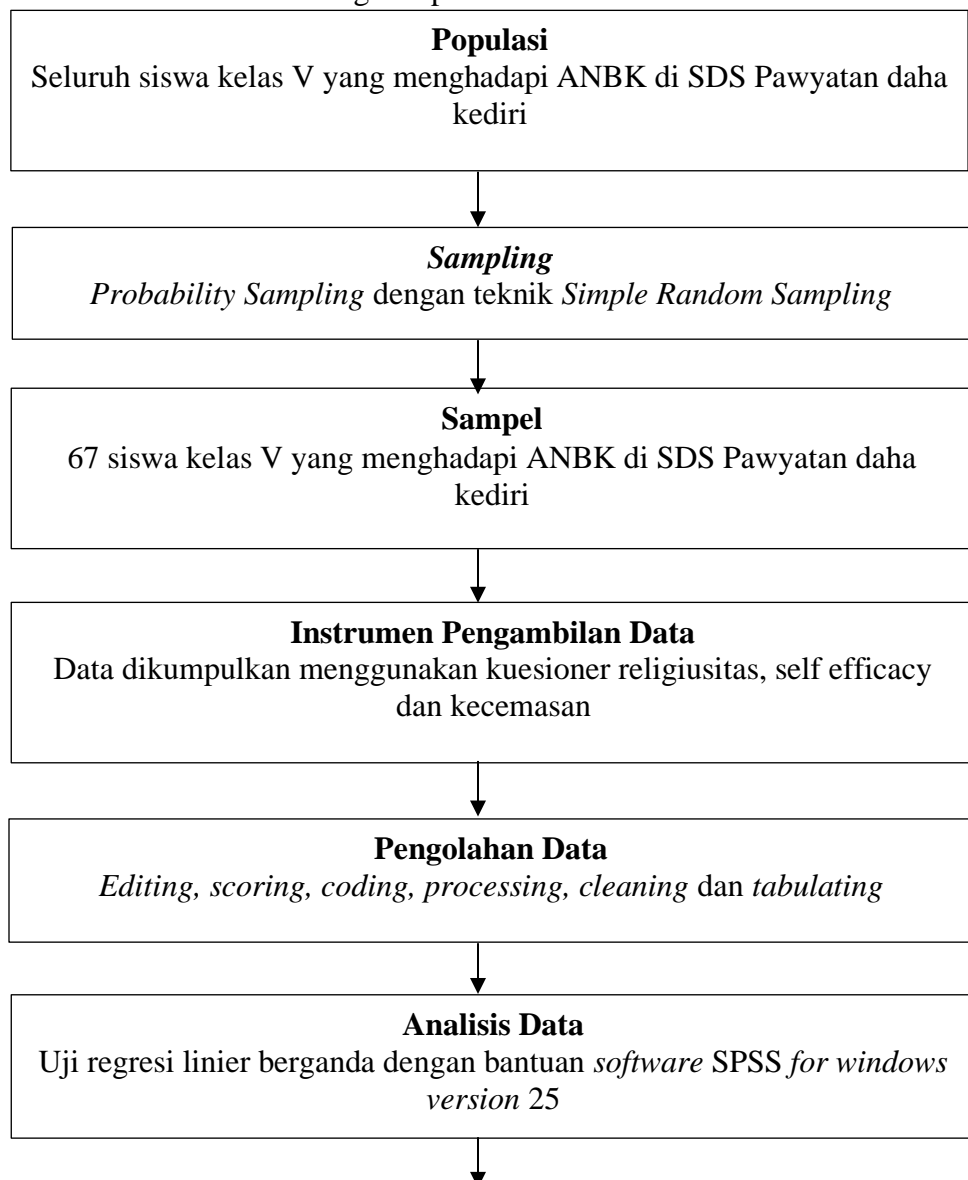 Populasi
Seluruh siswa kelas V yang menghadapi ANBK di SDS Pawyatan daha
kediri
Sampling
Probability Sampling dengan teknik Simple Random Sampling
Sampel
67 siswa kelas V yang menghadapi ANBK di SDS Pawyatan daha
kediri
Instrumen Pengambilan Data
Data dikumpulkan menggunakan kuesioner religiusitas, self efficacy
dan kecemasan
Pengolahan Data
Editing, scoring, coding, processing, cleaning dan tabulating
Analisis Data
Uji regresi linier berganda dengan bantuan software SPSS for windows
version 25